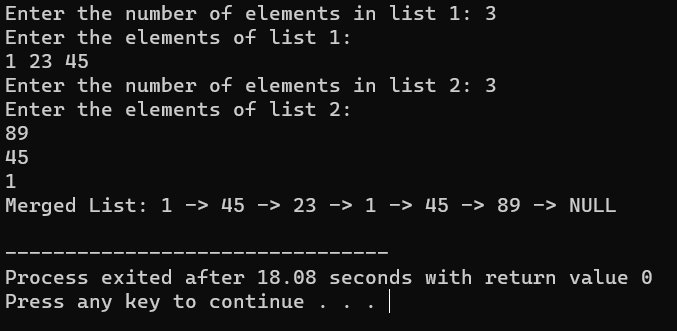 Enter the number of elements in list 1: 3
Enter the elements of list 1:
1 23 45
Enter the number of elements in list 2: 3
Enter the elements of list 2:
89
45
1
Merged List: 1 -> 45 -> 23 -> 1 -> 45 -> 89 -> NULL
--------------------------------
Process exited after 18.08 seconds with return value 0
Press any key to continue . . .